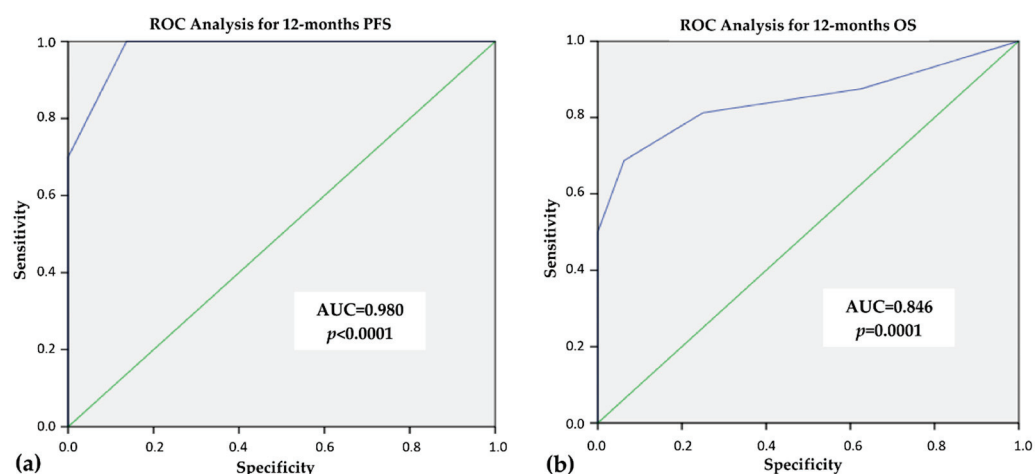 ROC Analysis for 12-months PFS
1.0
0.8
0.6
0.4
0.2
0.0
Sensitivity
AUC=0.980
p<0.0001
0.0 0.2 0.4 0.6 0.8 1.0
Specificity
(a)
ROC Analysis for 12-months OS
1.0
0.8
0.6
0.4
0.2
0.0
Sensitivity
AUC=0.846
p=0.0001
0.0 0.2 0.4 0.6 0.8 1.0
Specificity
(b)